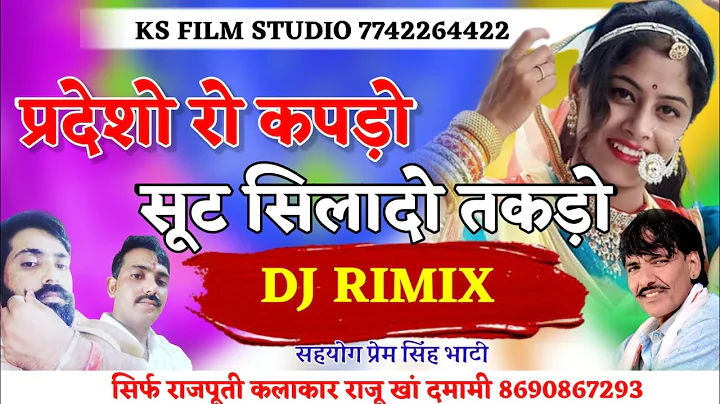 KS FILM STUDIO 7742264422
प्रदेशो रो कपड़ो
सूट सिलादो तकड़ो
DJ RIMIX
सहयोग प्रेम सिंह भाटी
सिर्फ राजपूती कलाकार राजू खां दमामी 8690867293